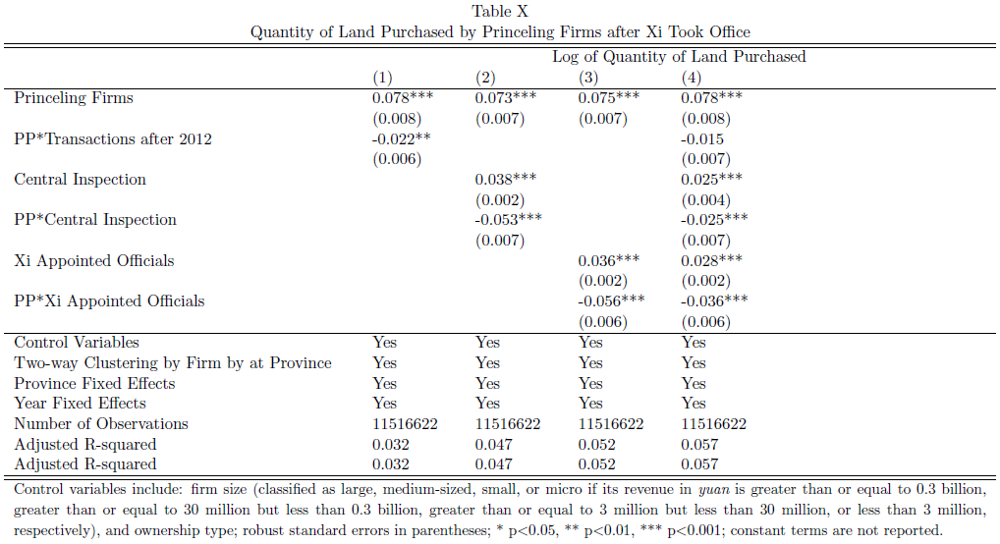 Table X
Quantity of Land Purchased by Princeling Firms after Xi Took Office
Log of Quantity of Land Purchased
(1) (2) (3) (4)
Princeling Firms 0.078*** 0.073*** 0.075*** 0.078***
(0.008) (0.007) (0.007) (0.008)
PP*Transactions after 2012 -0.022** -0.015
(0.006) (0.007)
Central Inspection 0.038*** 0.025***
(0.002) (0.004)
PP*Central Inspection -0.053*** -0.025***
(0.007) (0.007)
Xi Appointed Officials 0.036*** 0.028***
(0.002) (0.002)
PP*Xi Appointed Officials -0.056*** -0.036***
(0.006) (0.006)
Control Variables Yes Yes Yes Yes
Two-way Clustering by Firm by at Province Yes Yes Yes Yes
Province Fixed Effects Yes Yes Yes Yes
Year Fixed Effects Yes Yes Yes Yes
Number of Observations 11516622 11516622 11516622 11516622
Adjusted R-squared 0.032 0.047 0.052 0.057
Adjusted R-squared 0.032 0.047 0.052 0.057
Control variables include: firm size (classified as large, medium-sized, small, or micro if its revenue in yuan is greater than or equal to 0.3 billion,
greater than or equal to 30 million but less than 0.3 billion, greater than or equal to 3 million but less than 30 million, or less than 3 million,
respectively), and ownership type; robust standard errors in parentheses; * p<0.05, ** p<0.01, *** p<0.001; constant terms are not reported.